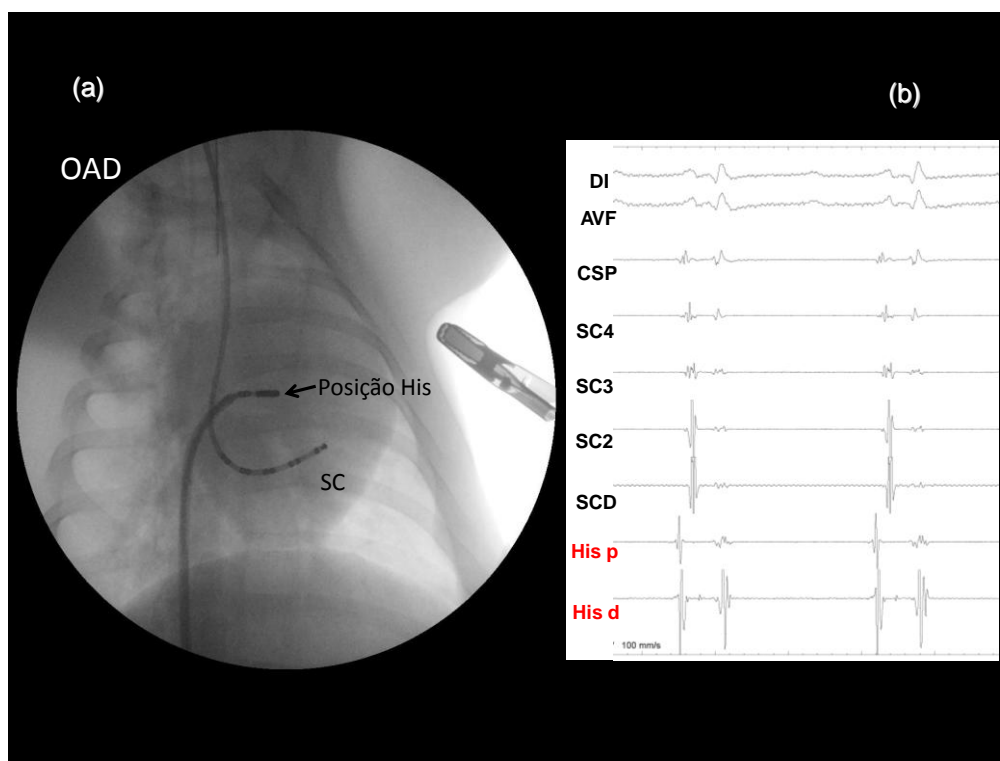 (a)
OAD
Posição His
SC
(b)
DI
AVF
CSP
SC4
SC3
SC2
SCD
His p
His d
100 mm/s